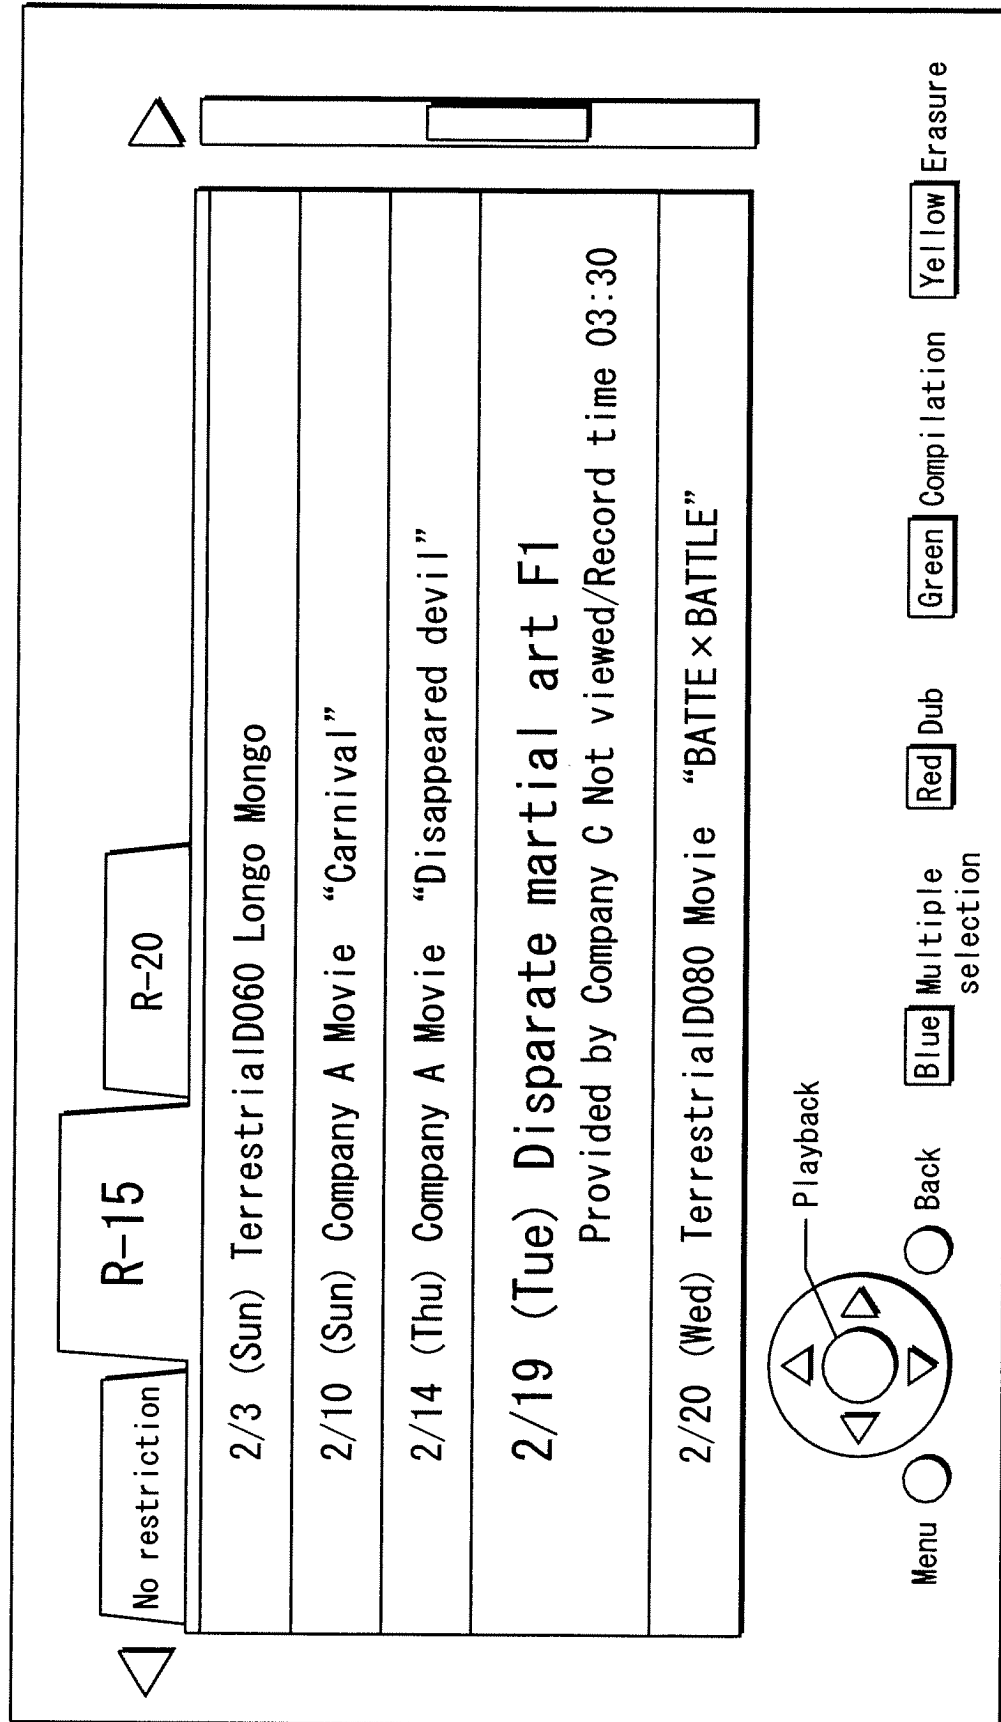 No restriction
R-15
R-20
2/3 (Sun) TerrestrialD060 Longo Mongo
2/10 (Sun) Company A Movie “Carnival”
2/14 (Thu) Company A Movie “Disappeared devil”
2/19 (Tue) Disparate martial art F1
Provided by Company C Not viewed/Record time 03:30
2/20 (Wed) TerrestrialD080 Movie “BATTE×BATTLE”
Playback
Menu
Back
Blue Multiple selection
Red Dub
Green Compilation
Yellow Erasure